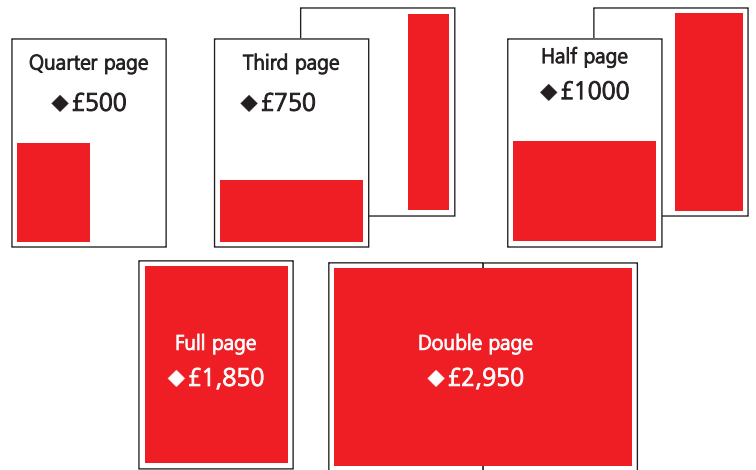 Quarter page
◆£500
Third page
◆£750
Half page
◆£1000
Full page
◆£1,850
Double page
◆£2,950